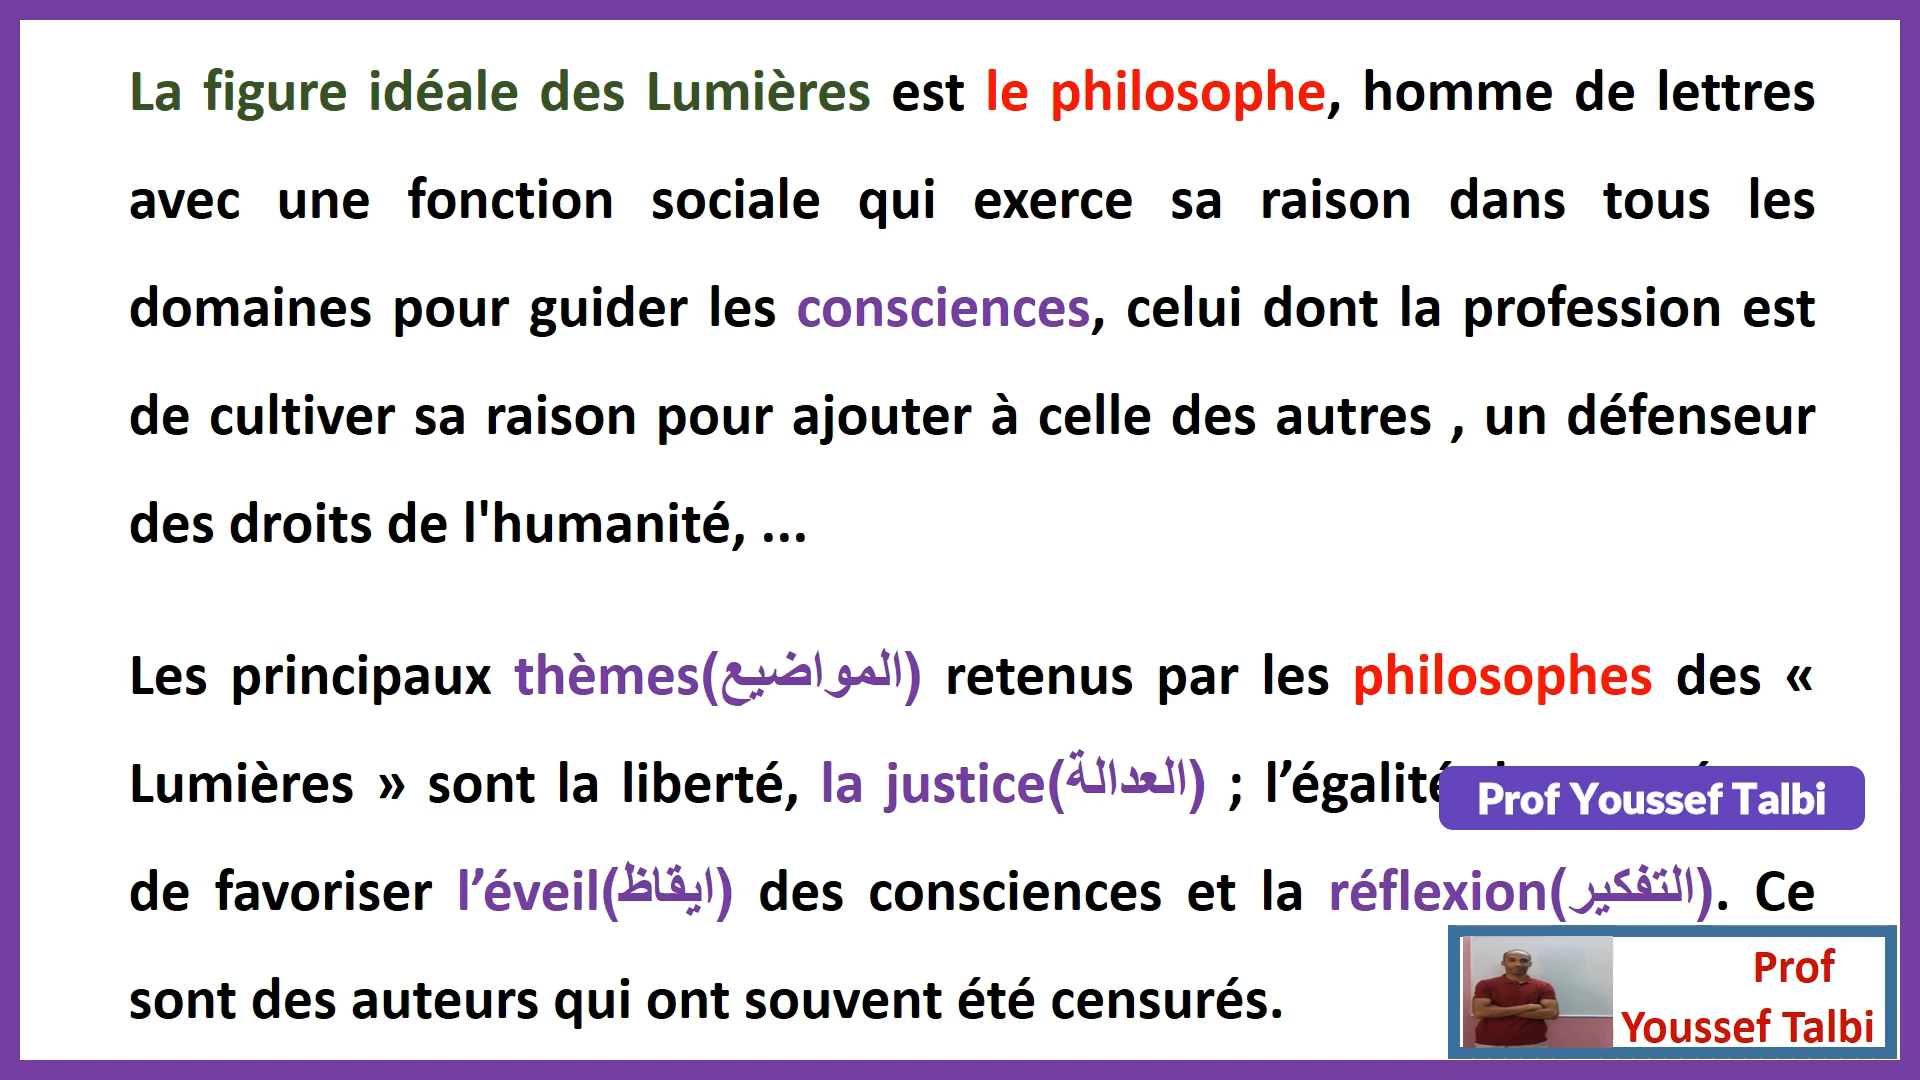 La figure idéale des Lumières est le philosophe, homme de lettres
avec une fonction sociale qui exerce sa raison dans tous les
domaines pour guider les consciences, celui dont la profession est
de cultiver sa raison pour ajouter à celle des autres , un défenseur
des droits de l'humanité, ...
Les principaux thèmes(المواضيع) retenus par les philosophes des «
Lumières » sont la liberté, la justice(العدالة) ; l’égalité
Prof Youssef Talbi
de favoriser l’éveil(ايقاظ) des consciences et la réflexion(التفكير). Ce
sont des auteurs qui ont souvent été censurés.
Prof
Youssef Talbi